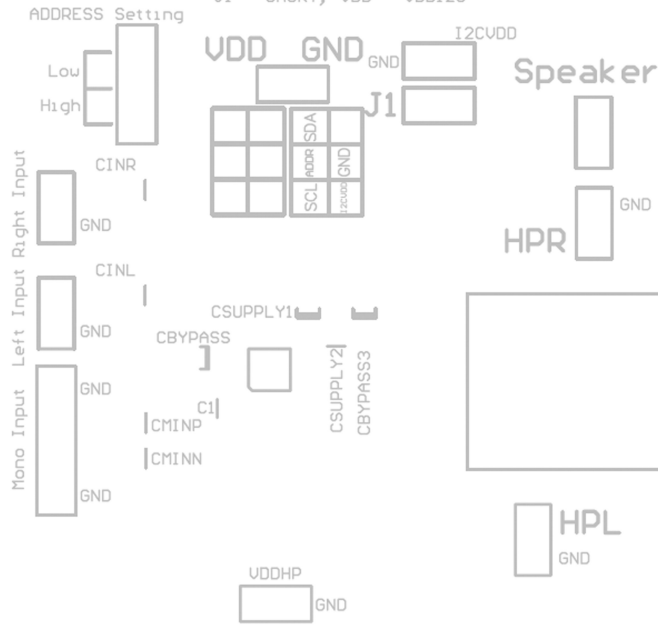 ADDRESS Setting
Low
High
VDD GND
GND
I2CVDD
J1
Speaker
SDA
ADDR
GND
SCL
I2CVDD
CINR
Right Input
GND
GND
HPR
CINL
Left Input
GND
CSUPPLY1
CBYPASS
CSUPPLY2
CBYPASS3
Mono Input
GND
C1
CMINP
CMINN
GND
HPL
GND
VDDHP
GND